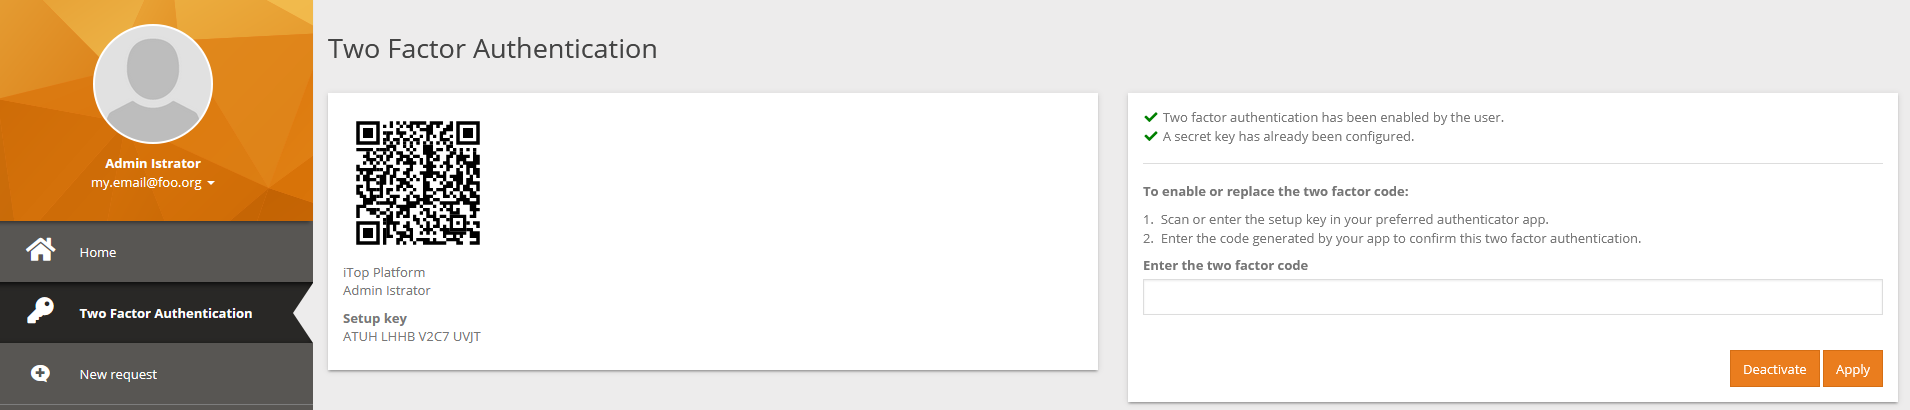 Admin Istrator
my.email@foo.org
Home
Two Factor Authentication
New request
Two Factor Authentication
iTop Platform
Admin Istrator
Setup key
ATUH LHHB V2C7 UVJT
Two factor authentication has been enabled by the user.
A secret key has already been configured.
To enable or replace the two factor code:
1. Scan or enter the setup key in your preferred authenticator app.
2. Enter the code generated by your app to confirm this two factor authentication.
Enter the two factor code
Deactivate
Apply